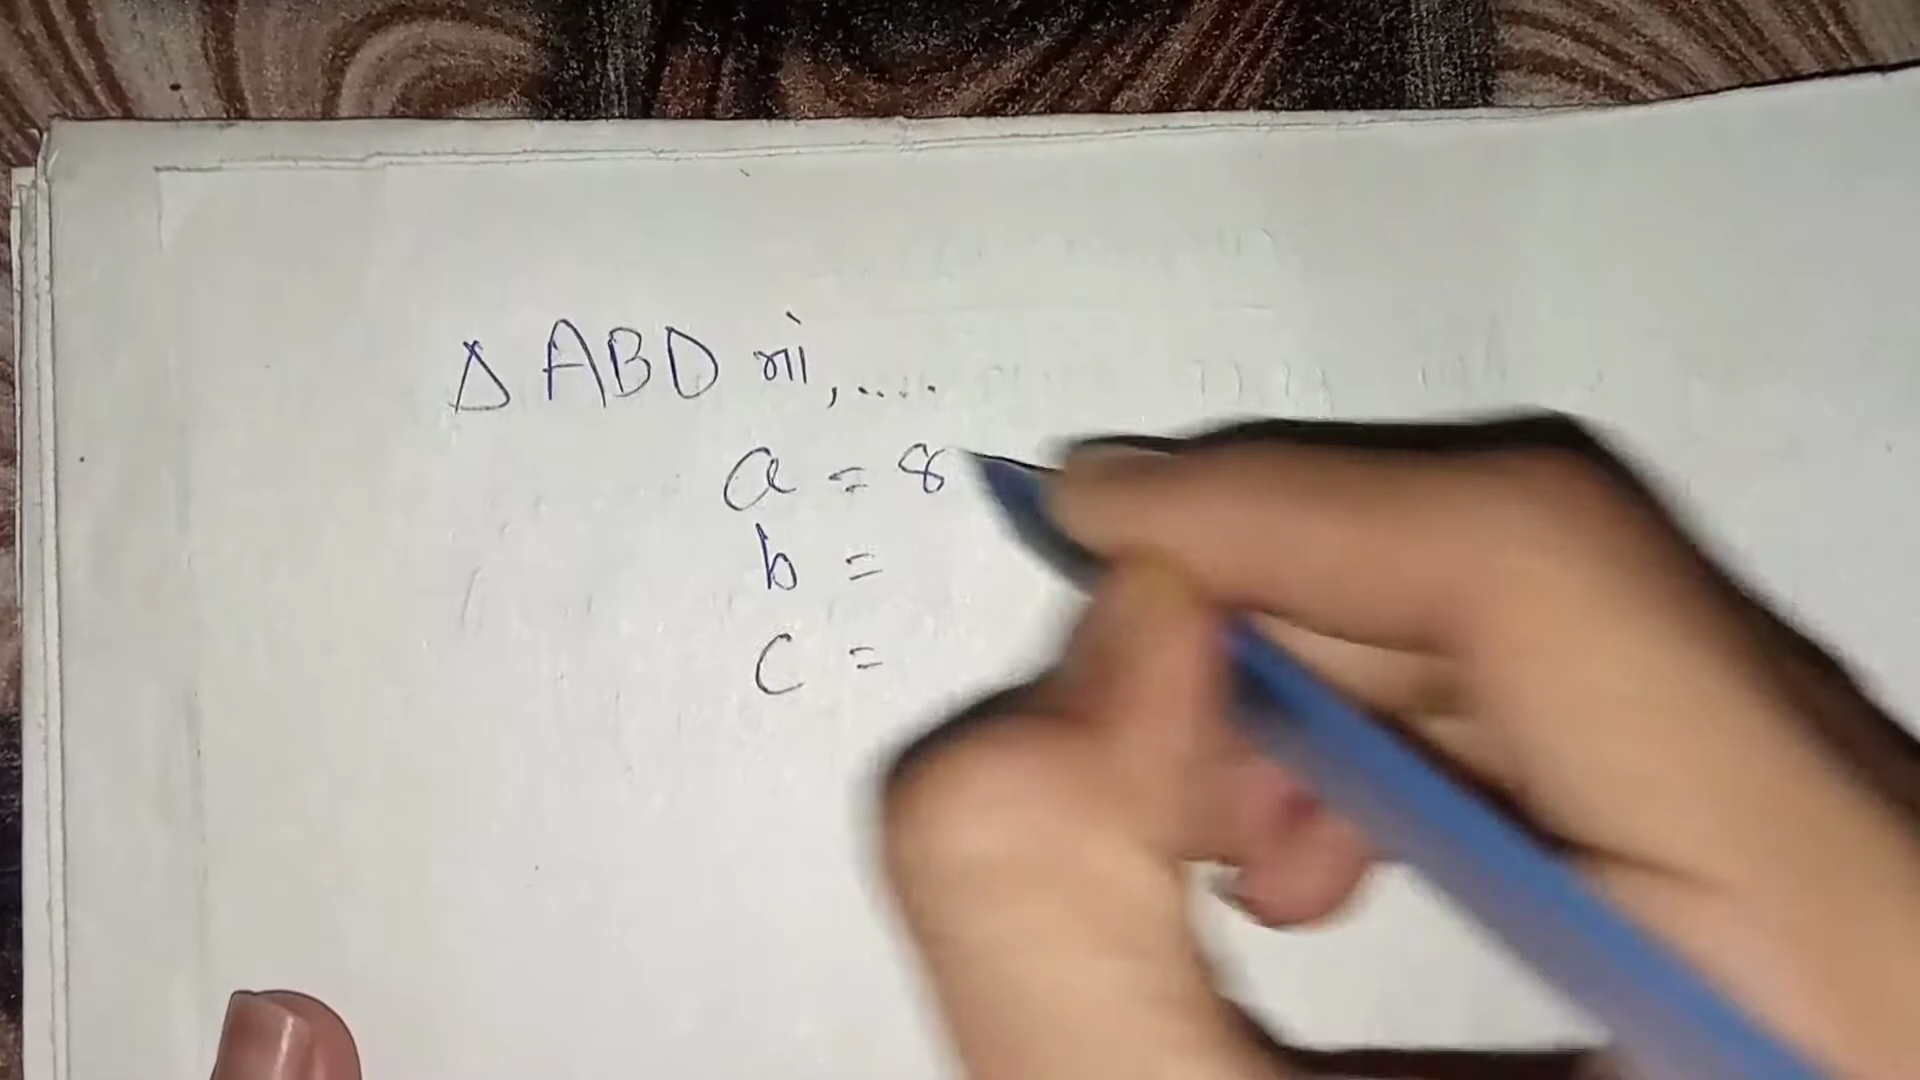 Δ ABD માં, ....
a = 8
b =
c =